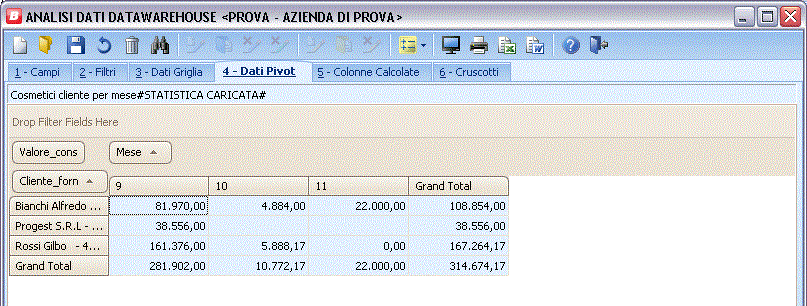 ANALISI DATI DATAWAREHOUSE <PROVA - AZIENDA DI PROVA>
1 - Campi 2 - Filtri 3 - Dati Griglia 4 - Dati Pivot 5 - Colonne Calcolate 6 - Cruscotti
Cosmetici cliente per mese#STATISTICA CARICATA#
Drop Filter Fields Here
Valore_cons Mese
Cliente_forn 9 10 11 Grand Total
Bianchi Alfredo ... 81.970,00 4.884,00 22.000,00 108.854,00
Progest S.R.L - ... 38.556,00 38.556,00
Rossi Gilbo - 4... 161.376,00 5.888,17 0,00 167.264,17
Grand Total 281.902,00 10.772,17 22.000,00 314.674,17